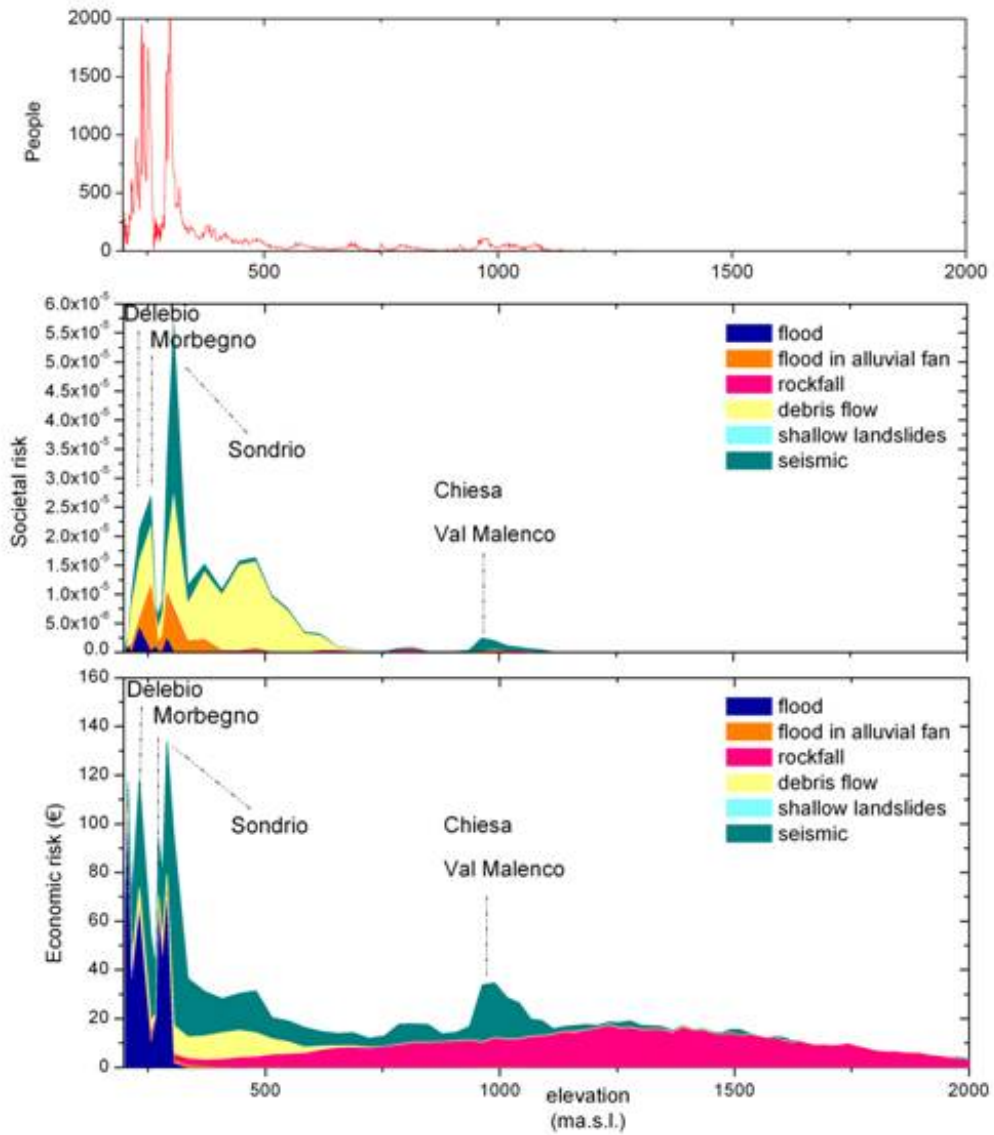 2000
1500
1000
500
0
People
500
1000
1500
2000
6.0x10⁻⁵
5.5x10⁻⁵
5.0x10⁻⁵
4.5x10⁻⁵
4.0x10⁻⁵
3.5x10⁻⁵
3.0x10⁻⁵
2.5x10⁻⁵
2.0x10⁻⁵
1.5x10⁻⁵
1.0x10⁻⁵
5.0x10⁻⁶
0.0
Societal risk
Delebio
Morbegno
Sondrio
Chiesa
Val Malenco
flood
flood in alluvial fan
rockfall
debris flow
shallow landslides
seismic
500
1000
1500
2000
160
140
120
100
80
60
40
20
0
Economic risk (€)
Delebio
Morbegno
Sondrio
Chiesa
Val Malenco
flood
flood in alluvial fan
rockfall
debris flow
shallow landslides
seismic
500
1000
1500
2000
elevation
(ma.s.l.)